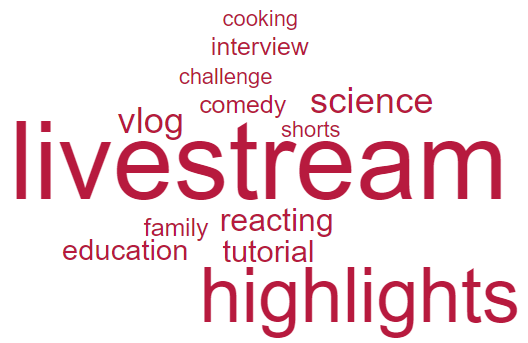 cooking
interview
challenge
comedy science
vlog shorts
livestream
family reacting
education tutorial
highlights